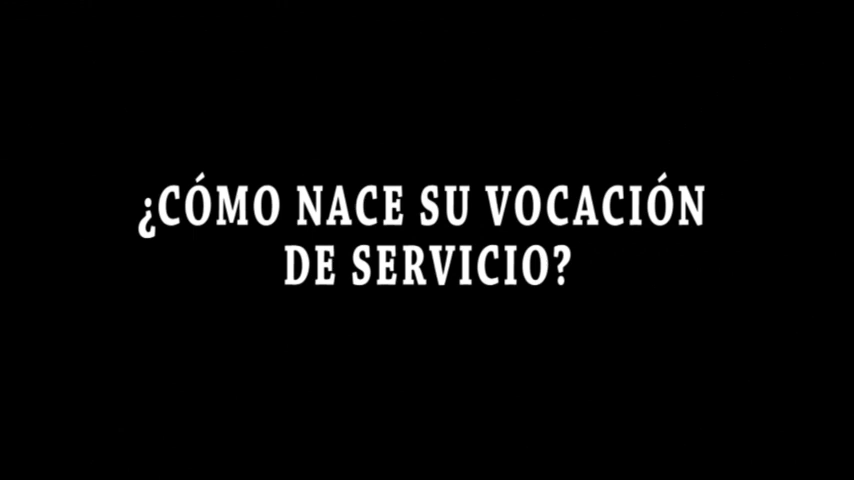 ¿CÓMO NACE SU VOCACIÓN
DE SERVICIO?